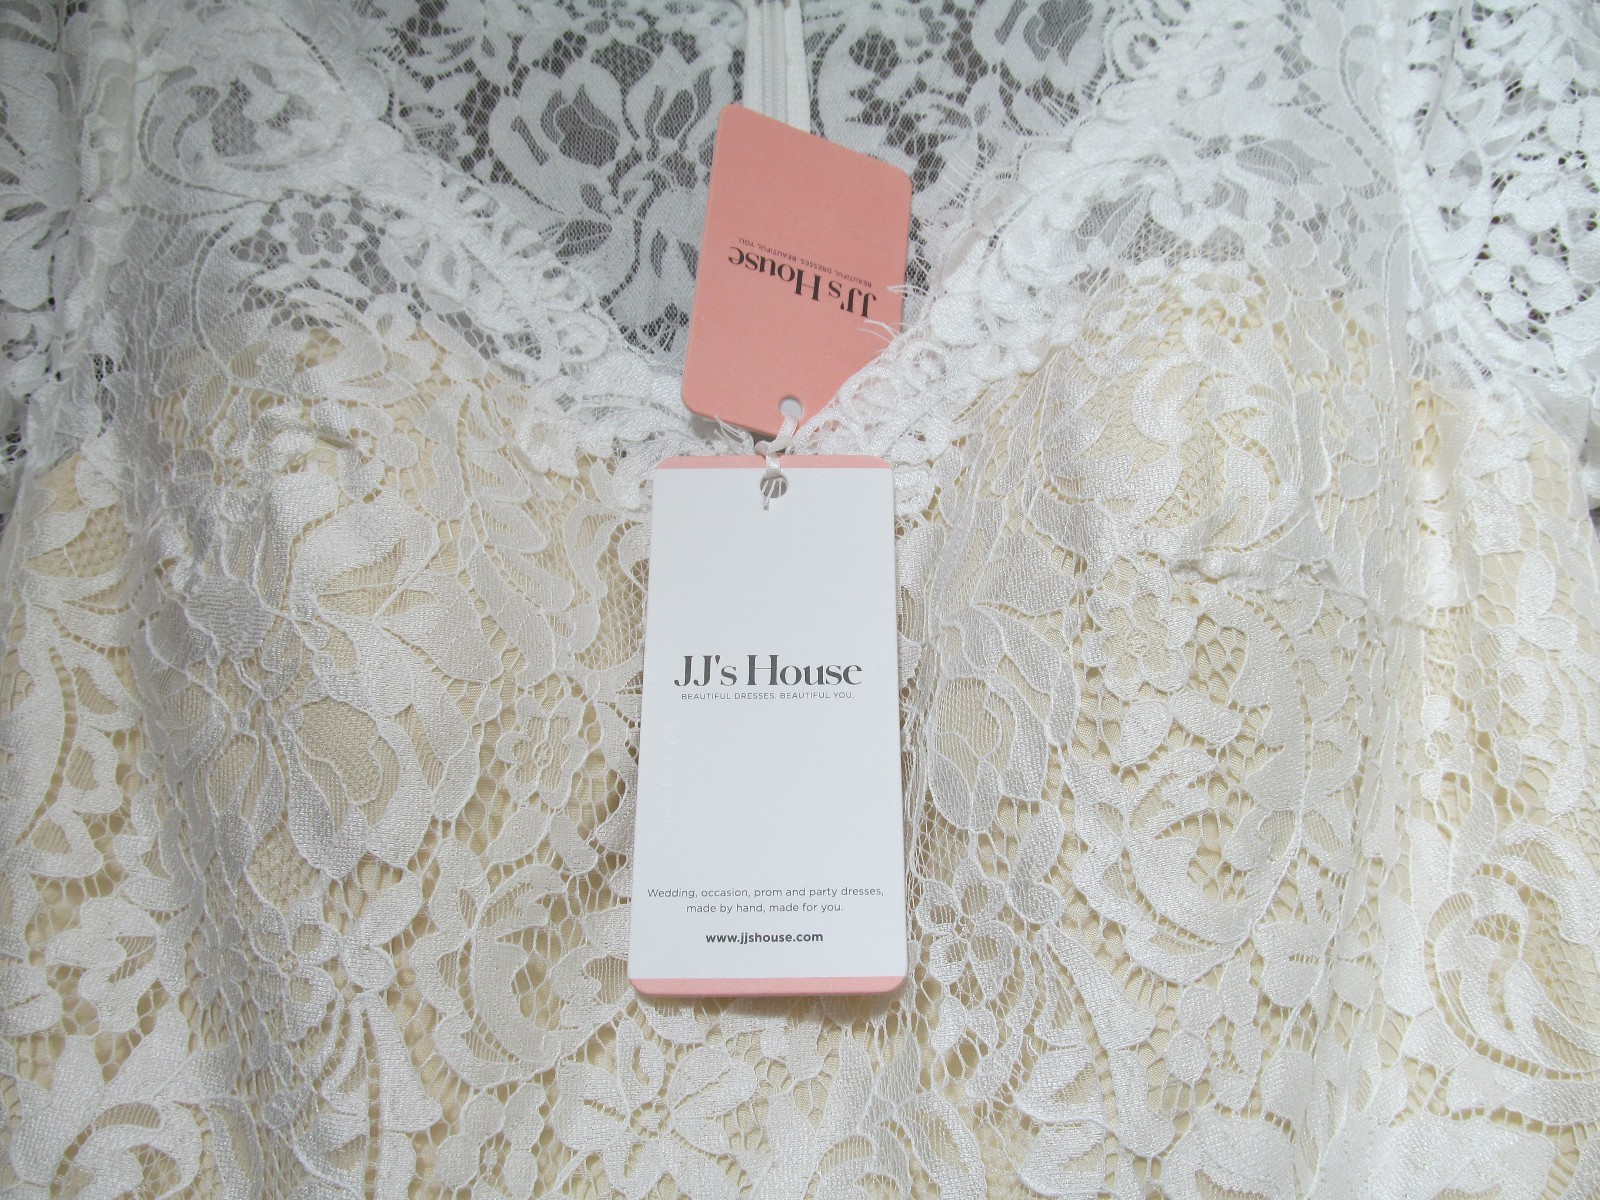 JJ's House
BEAUTIFUL DRESSES. BEAUTIFUL YOU.
JJ's House
BEAUTIFUL DRESSES. BEAUTIFUL YOU.
Wedding, occasion, prom and party dresses,
made by hand, made for you.
www.jjshouse.com